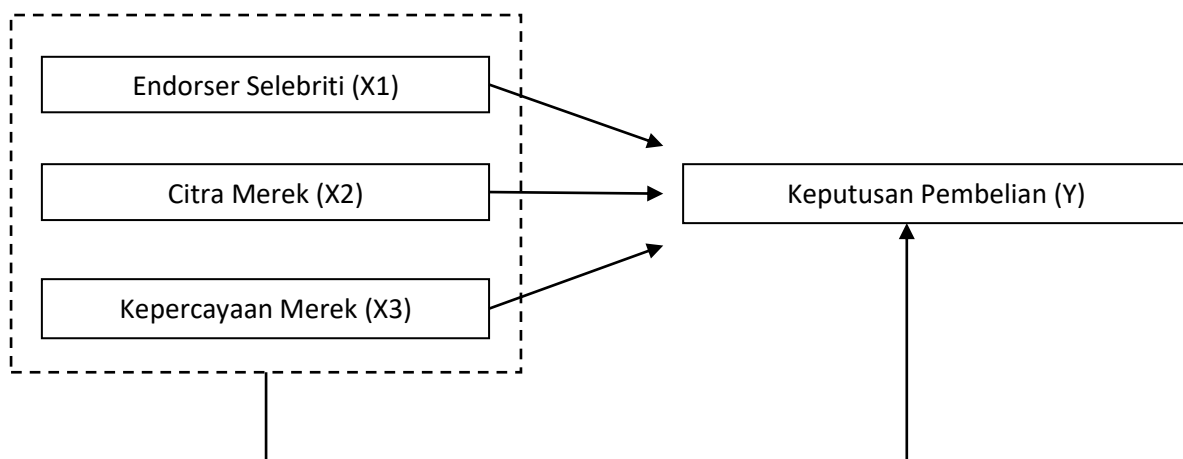 Endorser Selebriti (X1)
Citra Merek (X2)
Keputusan Pembelian (Y)
Kepercayaan Merek (X3)